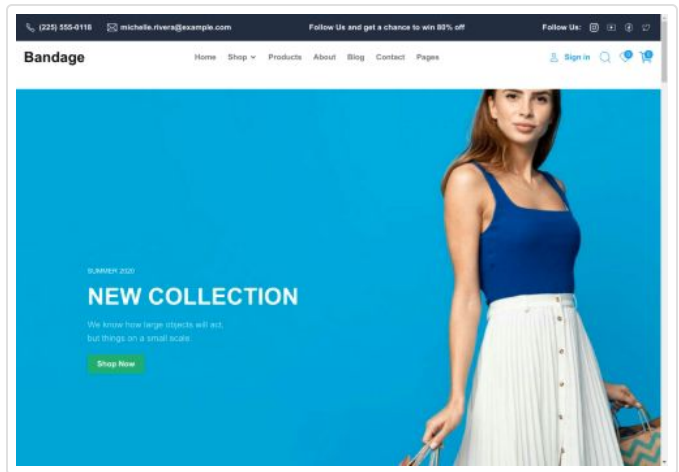 (225) 555-0118 michelle.rivera@example.com Follow Us and get a chance to win 80% off Follow Us:
Bandage Home Shop Products About Blog Contact Pages Sign in 0 0
SUMMER 2020
NEW COLLECTION
We know how large objects will act,
but things on a small scale
Shop Now